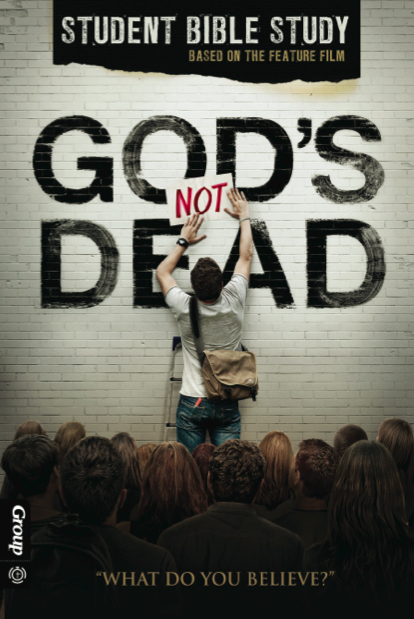 STUDENT BIBLE STUDY
BASED ON THE FEATURE FILM
GOD'S
NOT
DEAD
Group
"WHAT DO YOU BELIEVE?"